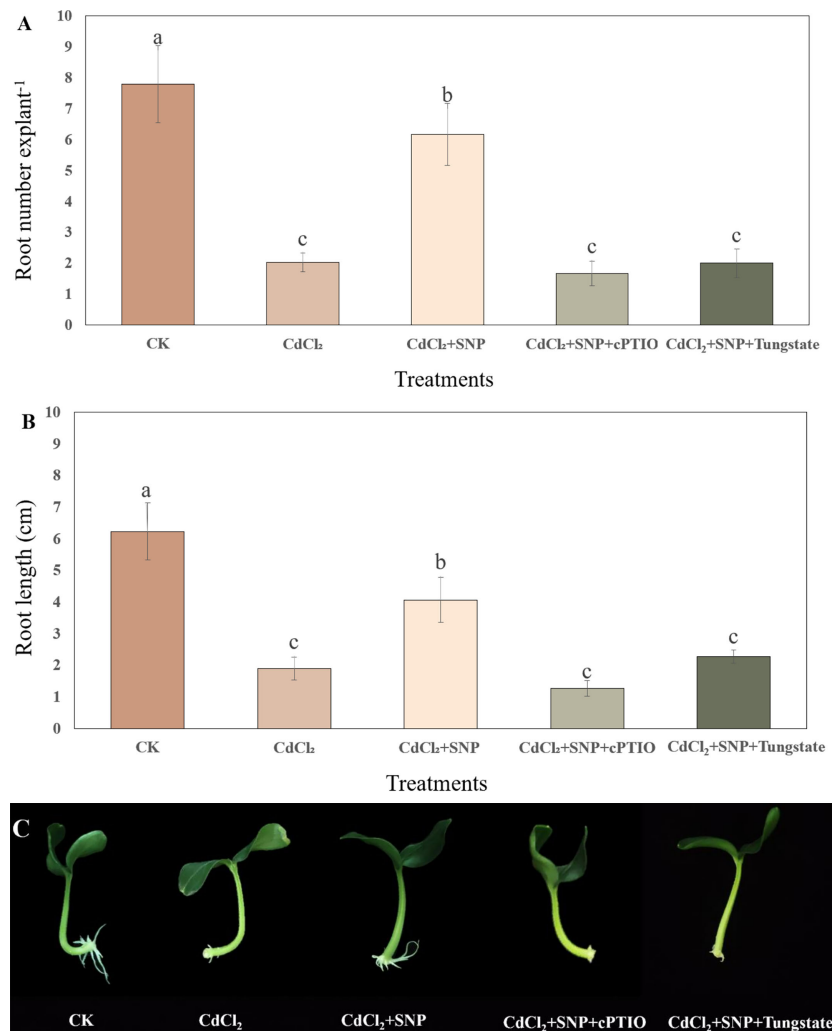 A
Root number explant⁻¹
10
9
8
7
6
5
4
3
2
1
0
a
c
b
c
c
CK
CdCl₂
CdCl₂+SNP
CdCl₂+SNP+cPTIO
CdCl₂+SNP+Tungstate
Treatments
B
Root length (cm)
10
9
8
7
6
5
4
3
2
1
0
a
c
b
c
c
CK
CdCl₂
CdCl₂+SNP
CdCl₂+SNP+cPTIO
CdCl₂+SNP+Tungstate
Treatments
C
CK
CdCl₂
CdCl₂+SNP
CdCl₂+SNP+cPTIO
CdCl₂+SNP+Tungstate